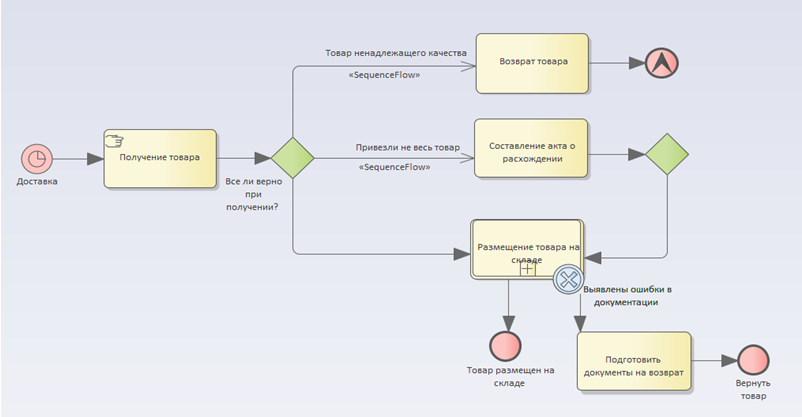 Товар ненадлежащего качества
«SequenceFlow»
Возврат товара
Получение товара
Доставка
Все ли верно
при
получении?
Привезли не весь товар
«SequenceFlow»
Составление акта о
расхождении
Размещение товара на
складе
Выявлены ошибки в
документации
Товар размещен на
складе
Подготовить
документы на возврат
Вернуть
товар